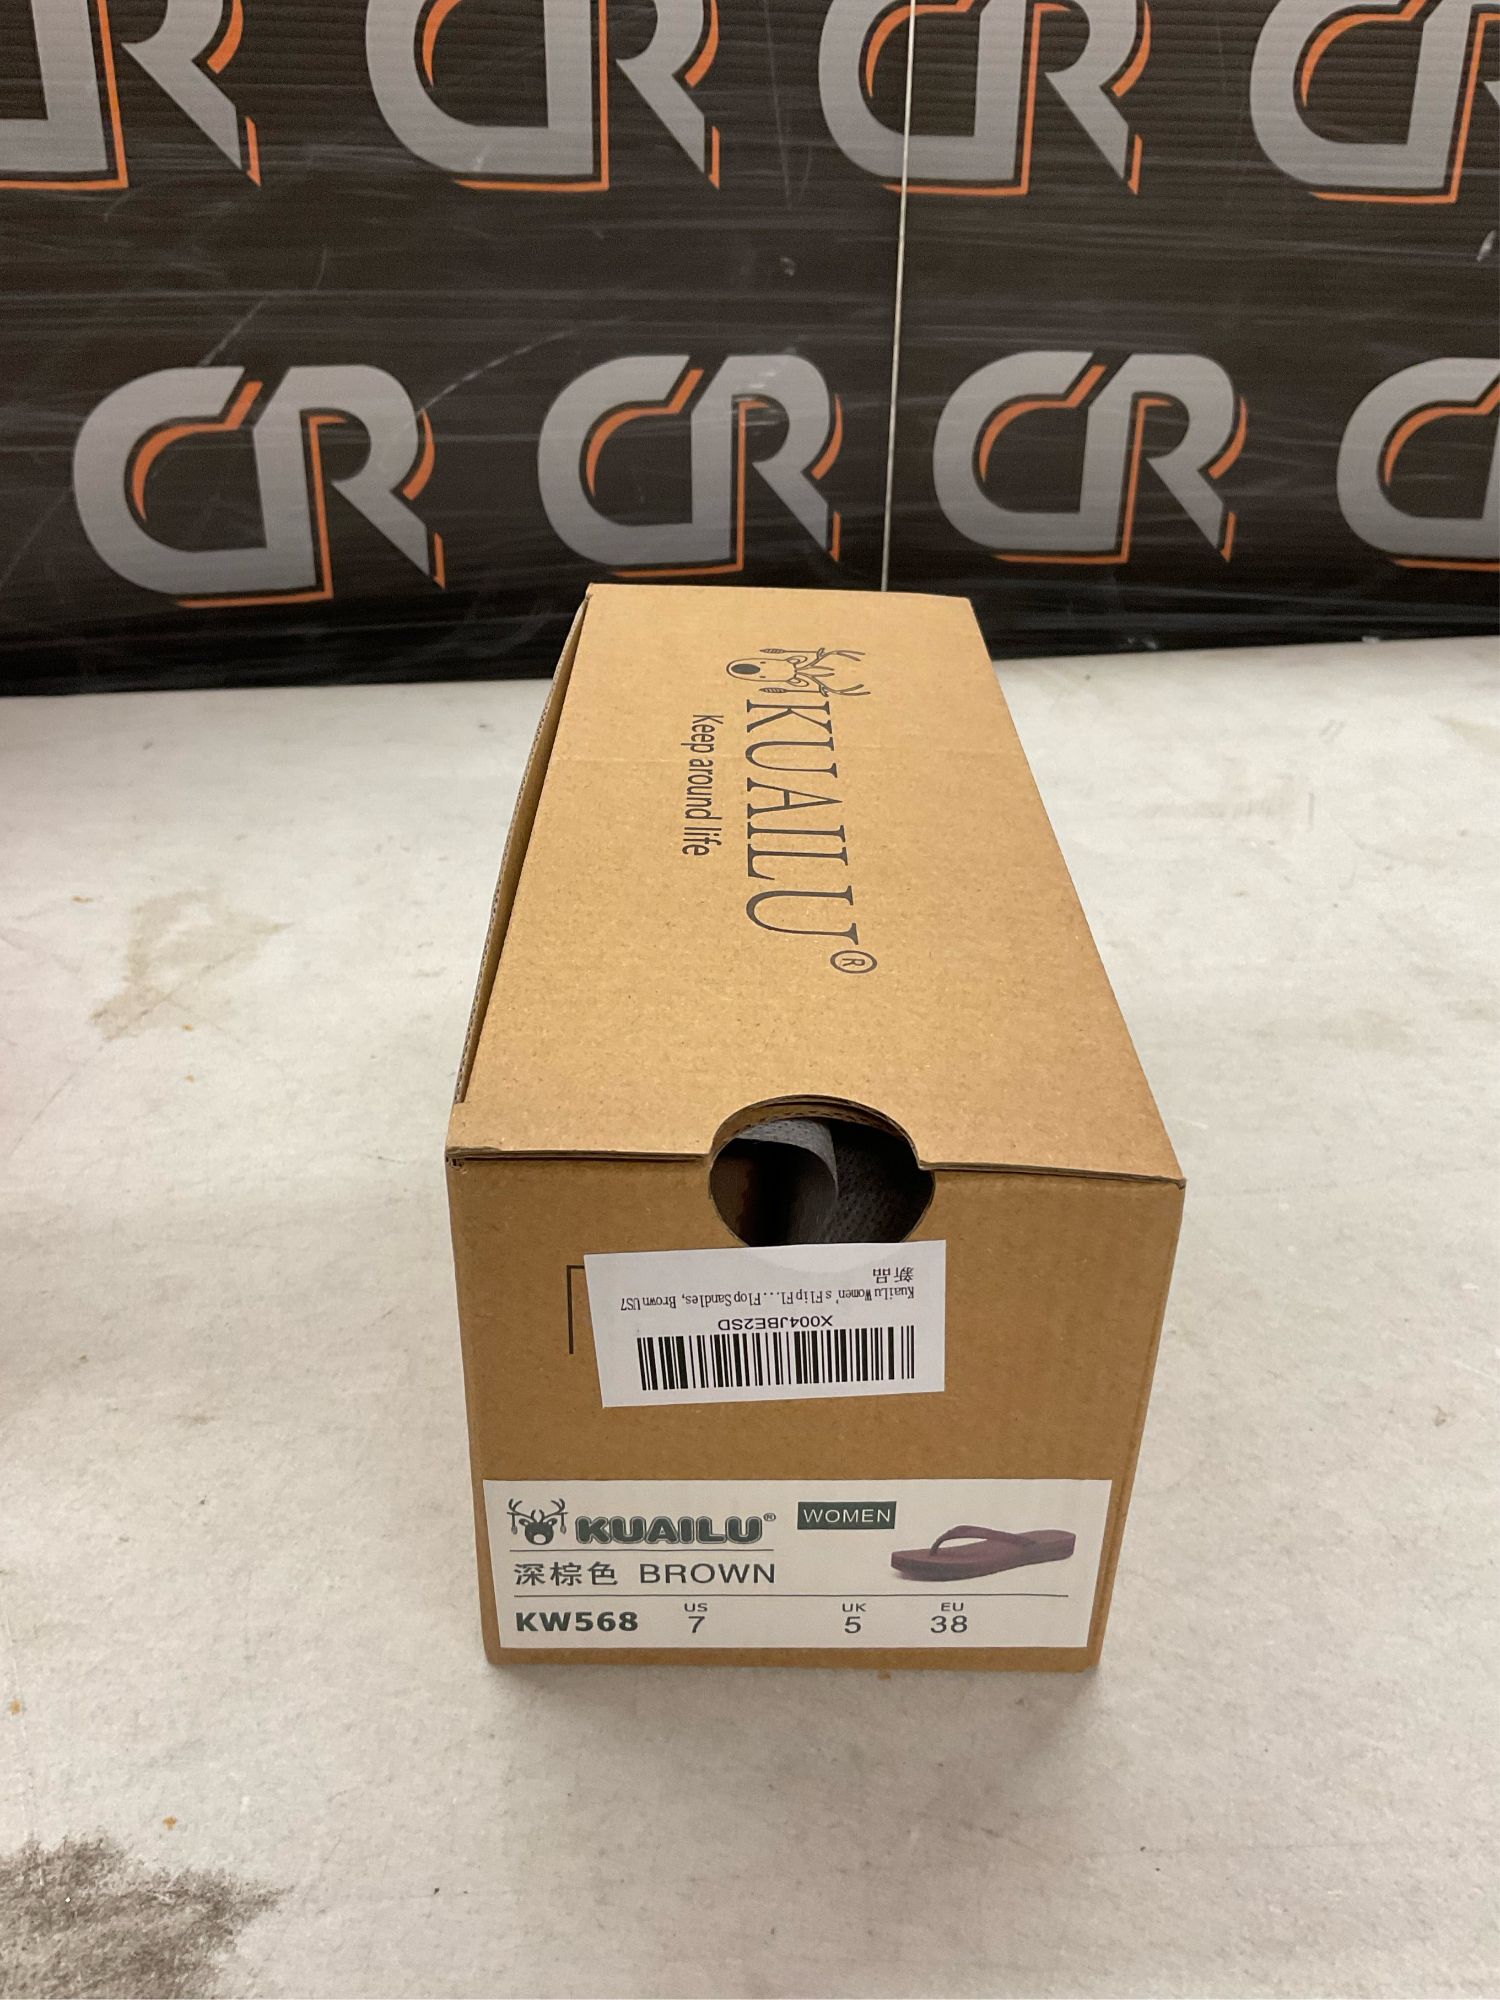 CR CR CR CR
CR CR CR CR
KUAILU®
Keep around life
X004JBE2SD
KuaiLu Women's Flip Fl....Flop Sandles, Brown US7
新品
KUAILU®
WOMEN
深棕色 BROWN
KW568 US 7 UK 5 EU 38